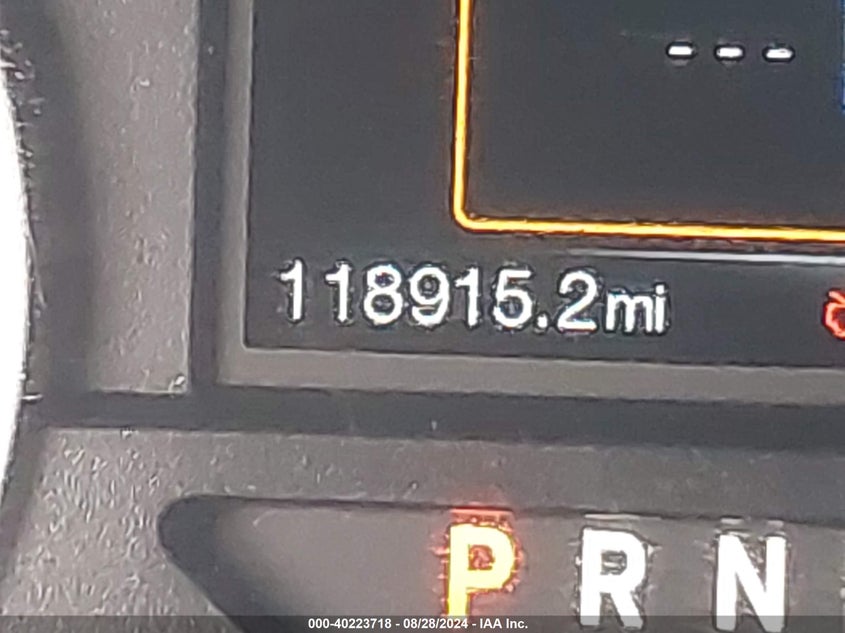 ---
118915.2mi
P R N
000-40223718 - 08/28/2024 - IAA Inc.